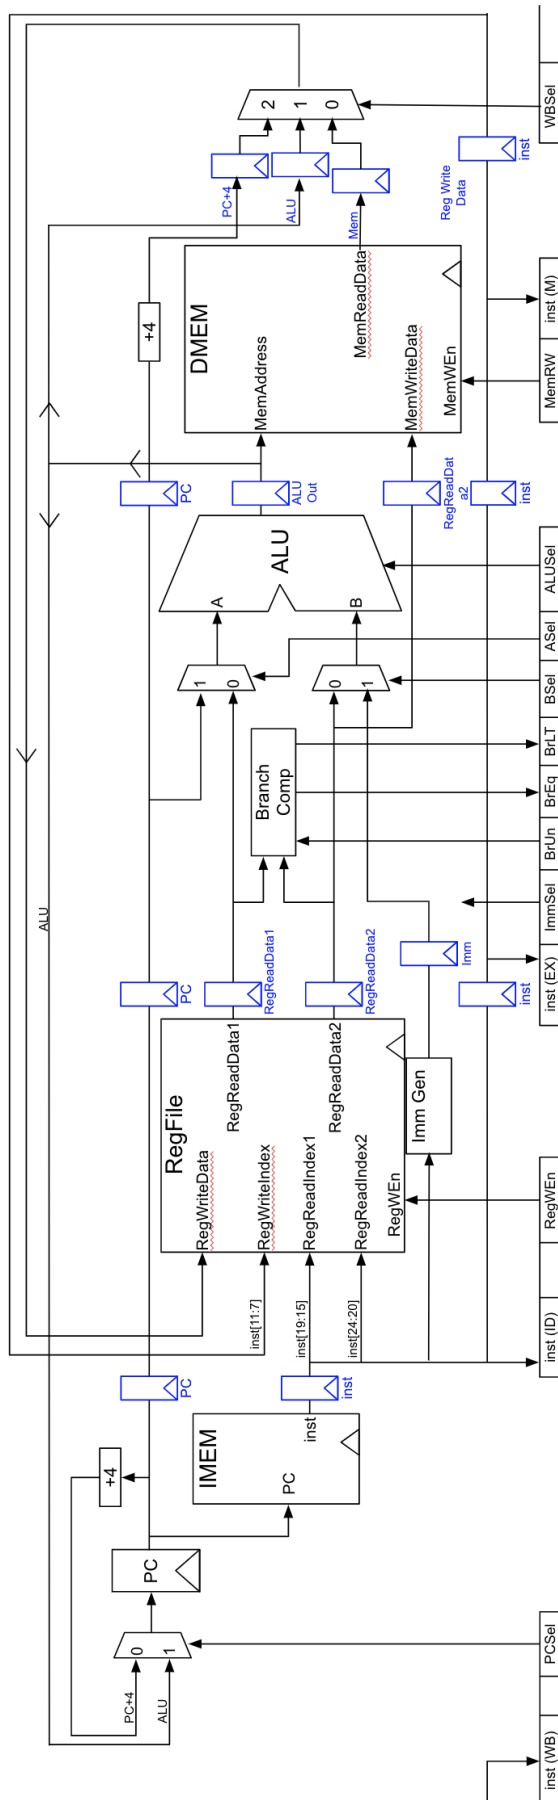 PC+4
ALU
0
1
PC
+4
IMEM
PC
inst
PC
inst
ALU
inst[11:7]
inst[19:15]
inst[24:20]
RegFile
RegWriteData
RegWriteIndex
RegReadIndex1
RegReadIndex2
RegWEn
RegReadData1
RegReadData2
Imm Gen
PC
RegReadData1
RegReadData2
Imm
inst
Branch
Comp
1
0
0
1
A
B
ALU
PC
ALU
Out
RegReadDat
a2
inst
+4
DMEM
MemAddress
MemReadData
MemWriteData
MemWEn
PC+4
ALU
Mem
Reg Write
Data
inst
2
1
0
inst (WB)
PCSel
inst (ID)
RegWEn
inst (EX)
ImmSel
BrUn
BrEq
BrLT
BSel
ASel
ALUSel
MemRW
inst (M)
WBSel